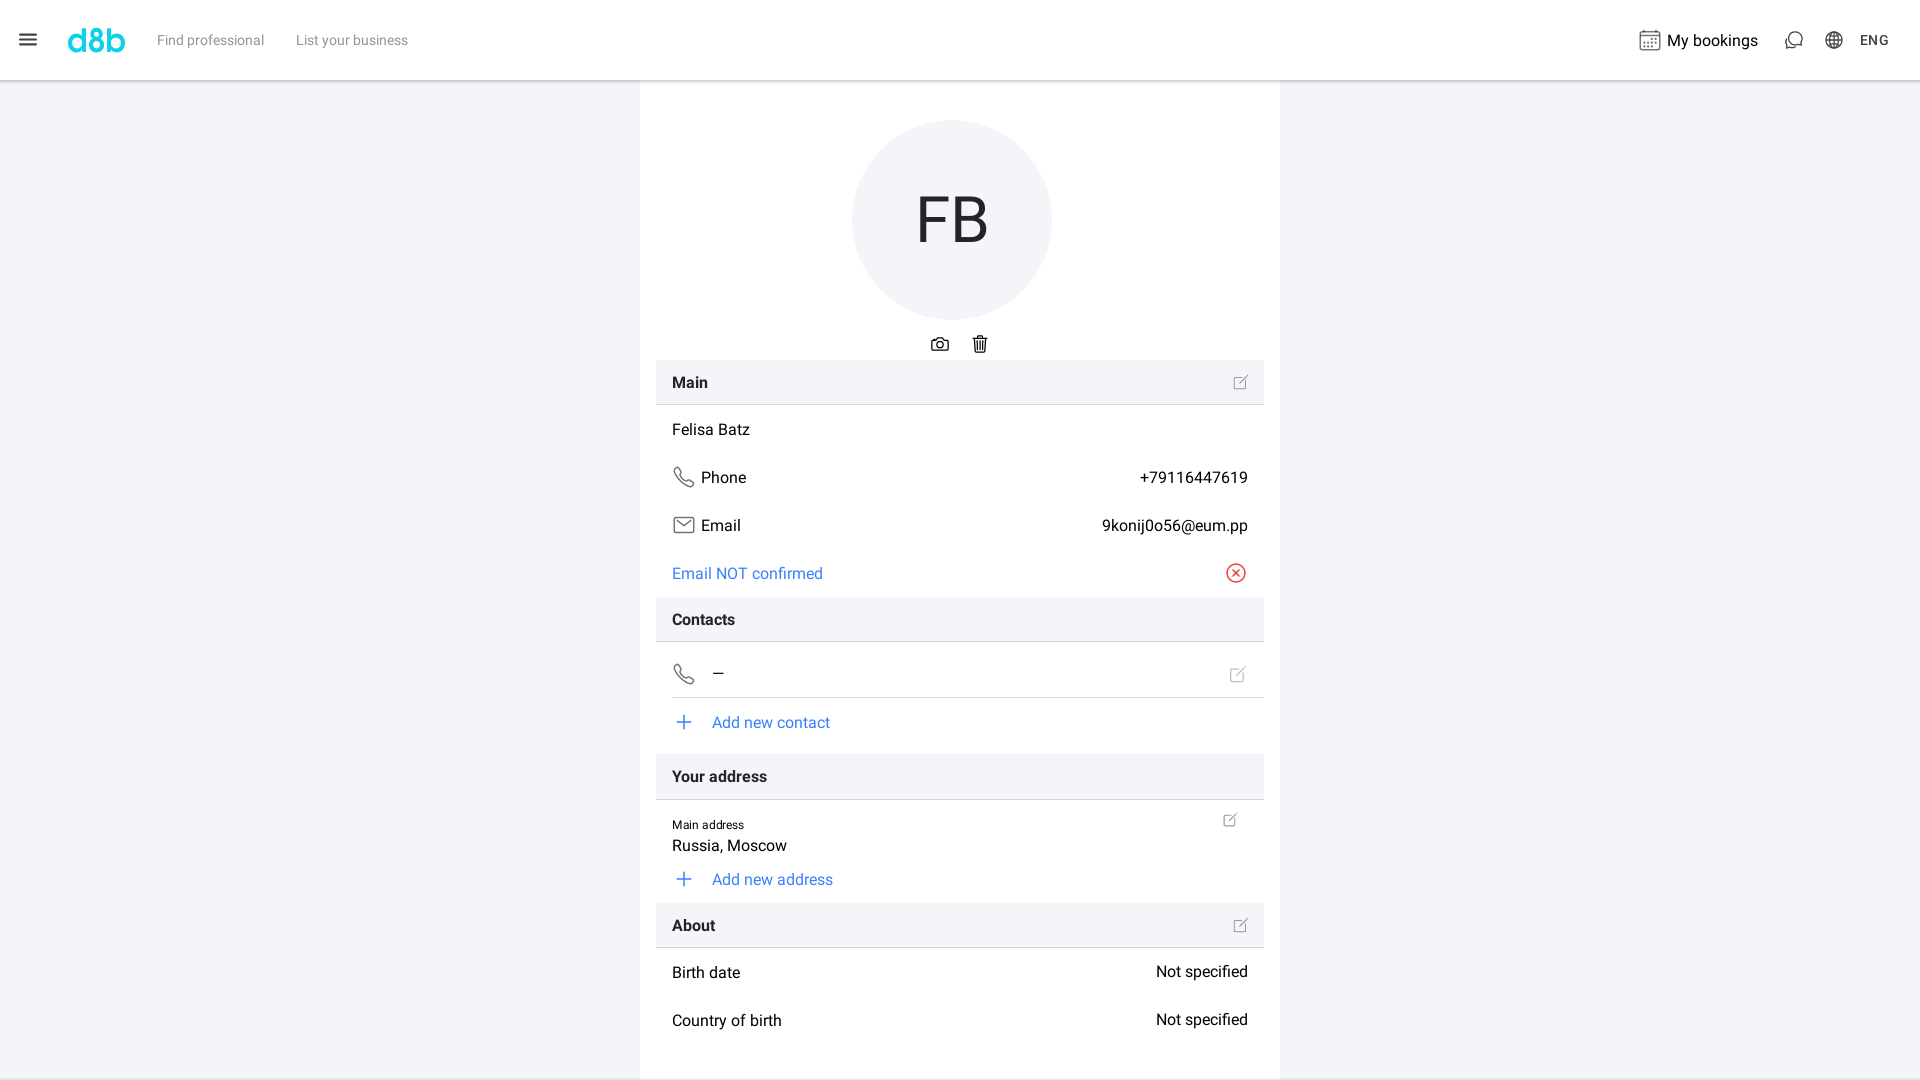 d8b
Find professional
List your business
My bookings
ENG
FB
Main
Felisa Batz
Phone
+79116447619
Email
9konij0o56@eum.pp
Email NOT confirmed
Contacts
—
Add new contact
Your address
Main address
Russia, Moscow
Add new address
About
Birth date
Not specified
Country of birth
Not specified